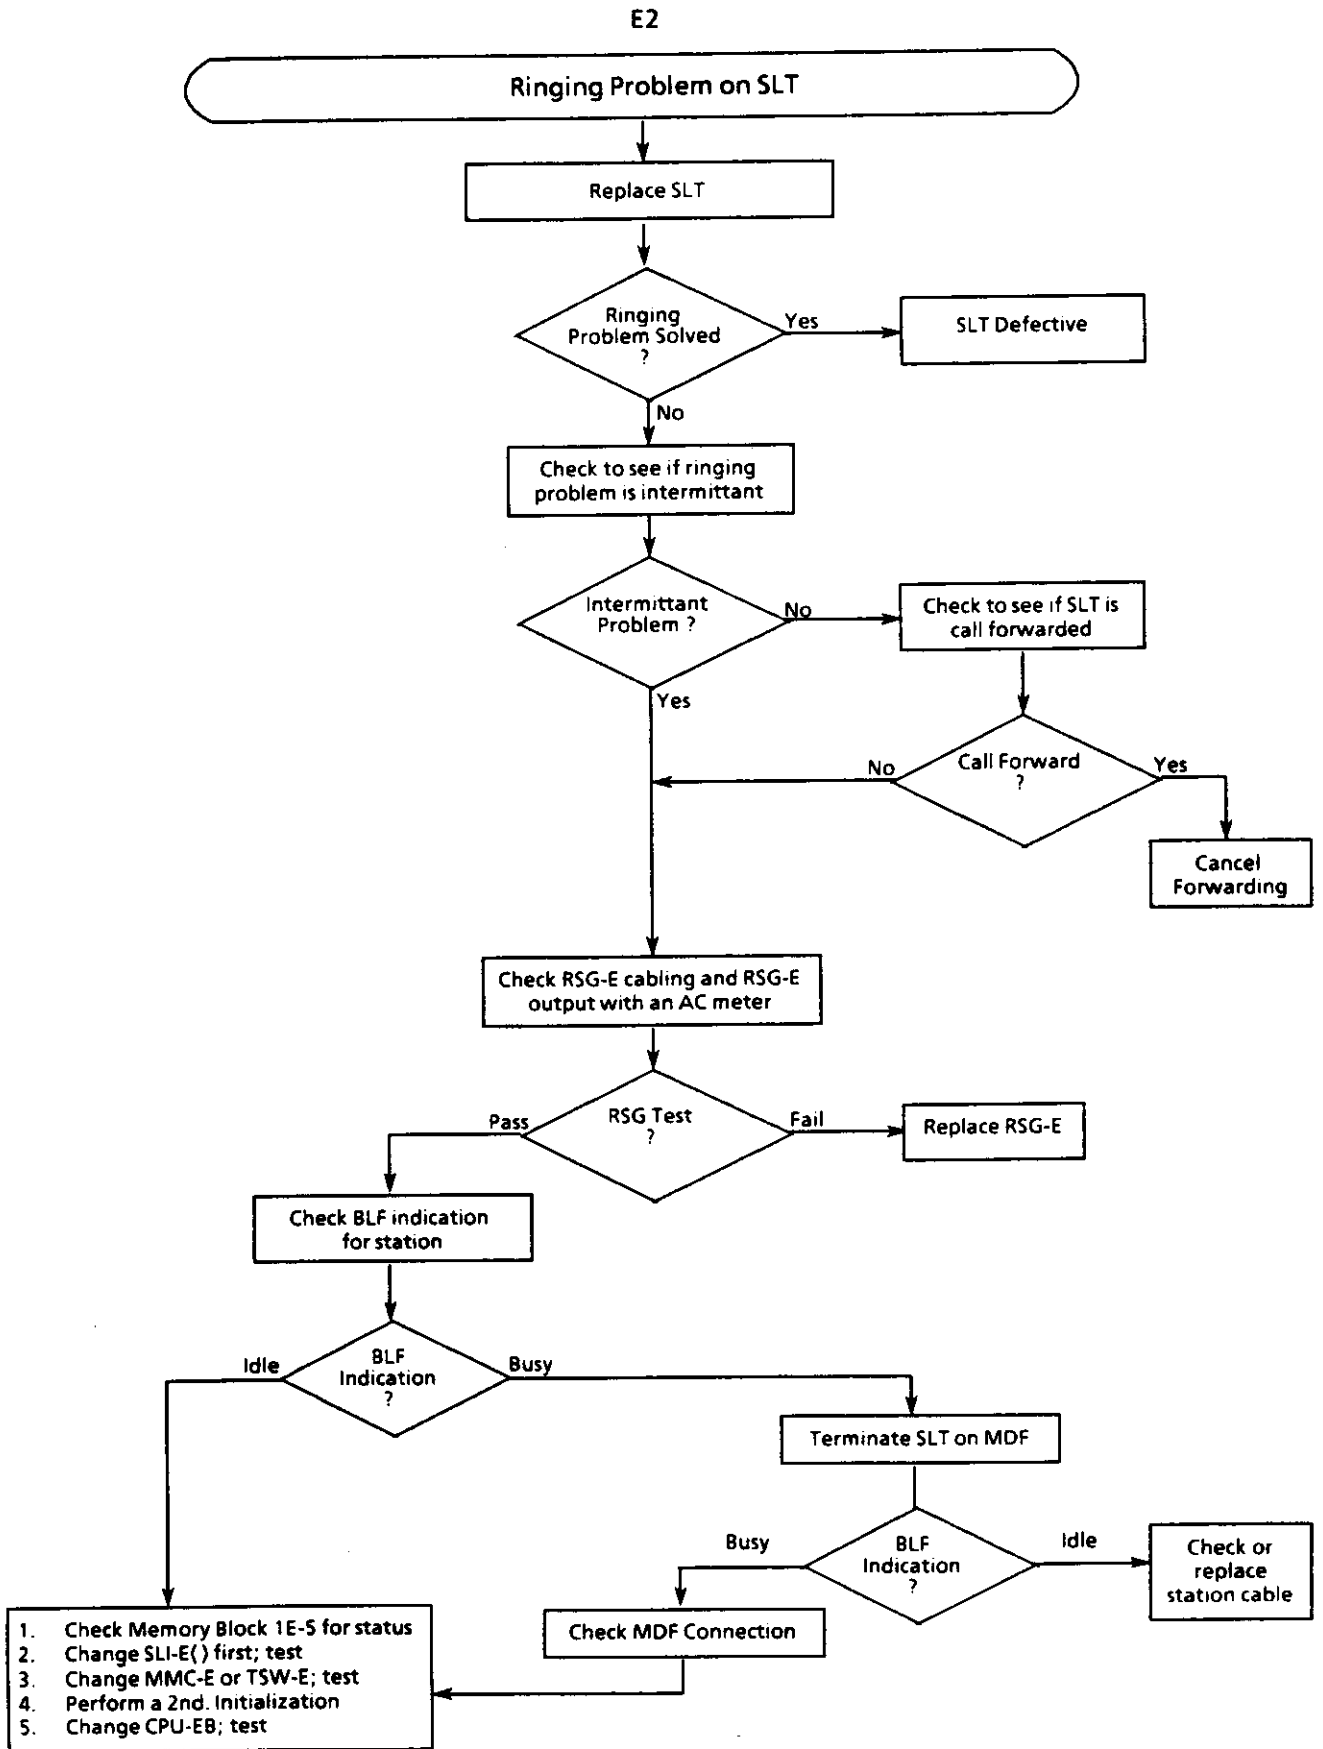 E2
Ringing Problem on SLT
Replace SLT
Ringing
Problem Solved
?
Yes
SLT Defective
No
Check to see if ringing
problem is intermittant
Intermittant
Problem ?
No
Check to see if SLT is
call forwarded
Yes
No
Call Forward
?
Yes
Cancel
Forwarding
Check RSG-E cabling and RSG-E
output with an AC meter
Pass
RSG Test
?
Fail
Replace RSG-E
Check BLF indication
for station
Idle
BLF
Indication
?
Busy
Terminate SLT on MDF
Busy
BLF
Indication
?
Idle
Check or
replace
station cable
Check MDF Connection
1. Check Memory Block 1E-5 for status
2. Change SLI-E() first; test
3. Change MMC-E or TSW-E; test
4. Perform a 2nd. Initialization
5. Change CPU-EB; test